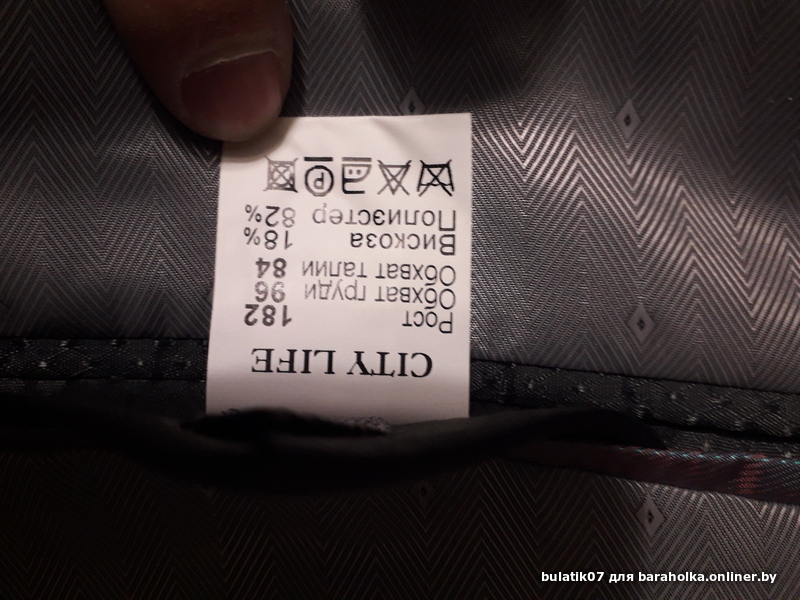 CITY LIFE
Рост 182
Обхват груди 96
Обхват талии 84
Вискоза 18%
Полиэстер 82%
P
bulatik07 для baraholka.onliner.by